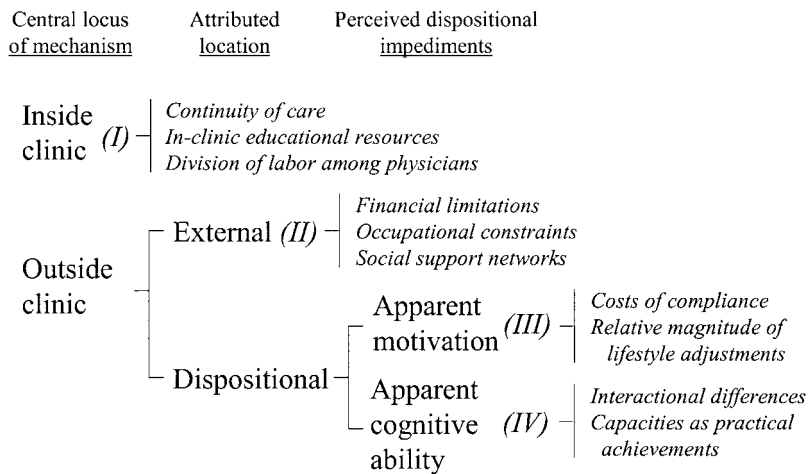 Central locus
of mechanism
Attributed
location
Perceived dispositional
impediments
Inside
clinic (I)
Continuity of care
In-clinic educational resources
Division of labor among physicians
Outside
clinic
External (II)
Financial limitations
Occupational constraints
Social support networks
Dispositional
Apparent
motivation (III)
Costs of compliance
Relative magnitude of
lifestyle adjustments
Apparent
cognitive (IV)
ability
Interactional differences
Capacities as practical
achievements